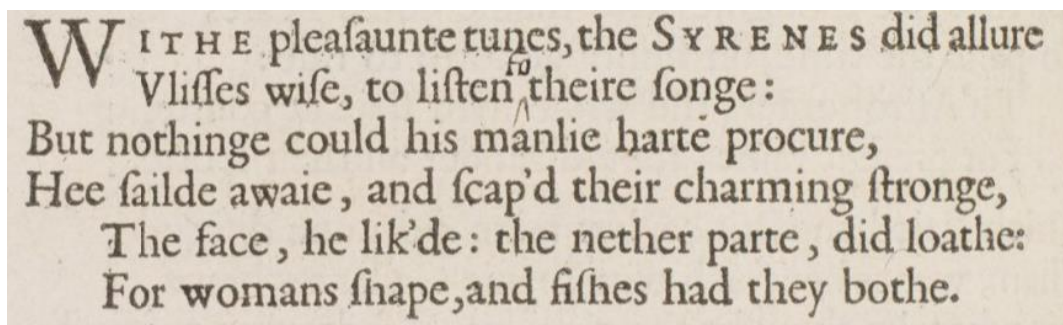 WITHE pleaſaunte tunes, the SYRENES did allure
Vliſſes wiſe, to liſten to theire ſonge:
But nothinge could his manlie harte procure,
Hee ſailde awaie, and ſcap'd their charming ſtronge,
The face, he lik'de: the nether parte, did loathe:
For womans ſhape, and fiſhes had they bothe.